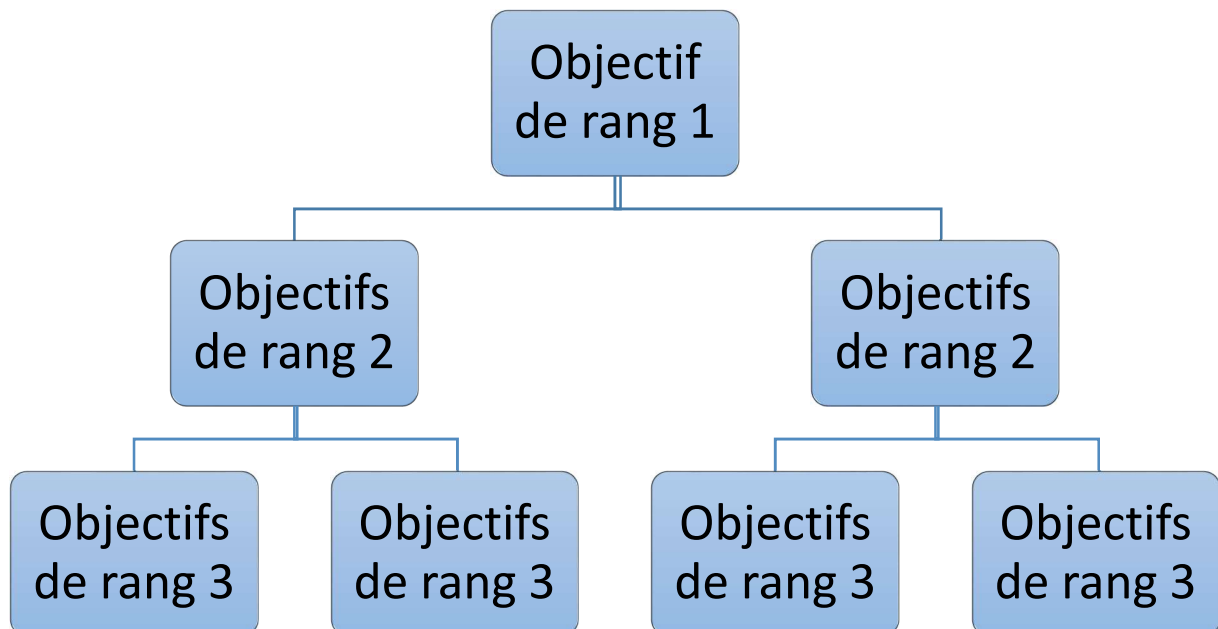 Objectif
de rang 1
Objectifs
de rang 2
Objectifs
de rang 2
Objectifs
de rang 3
Objectifs
de rang 3
Objectifs
de rang 3
Objectifs
de rang 3